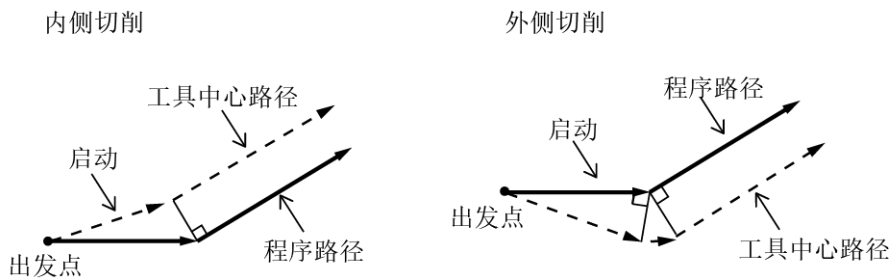 内侧切削
外侧切削
工具中心路径
启动
出发点
程序路径
程序路径
启动
出发点
工具中心路径